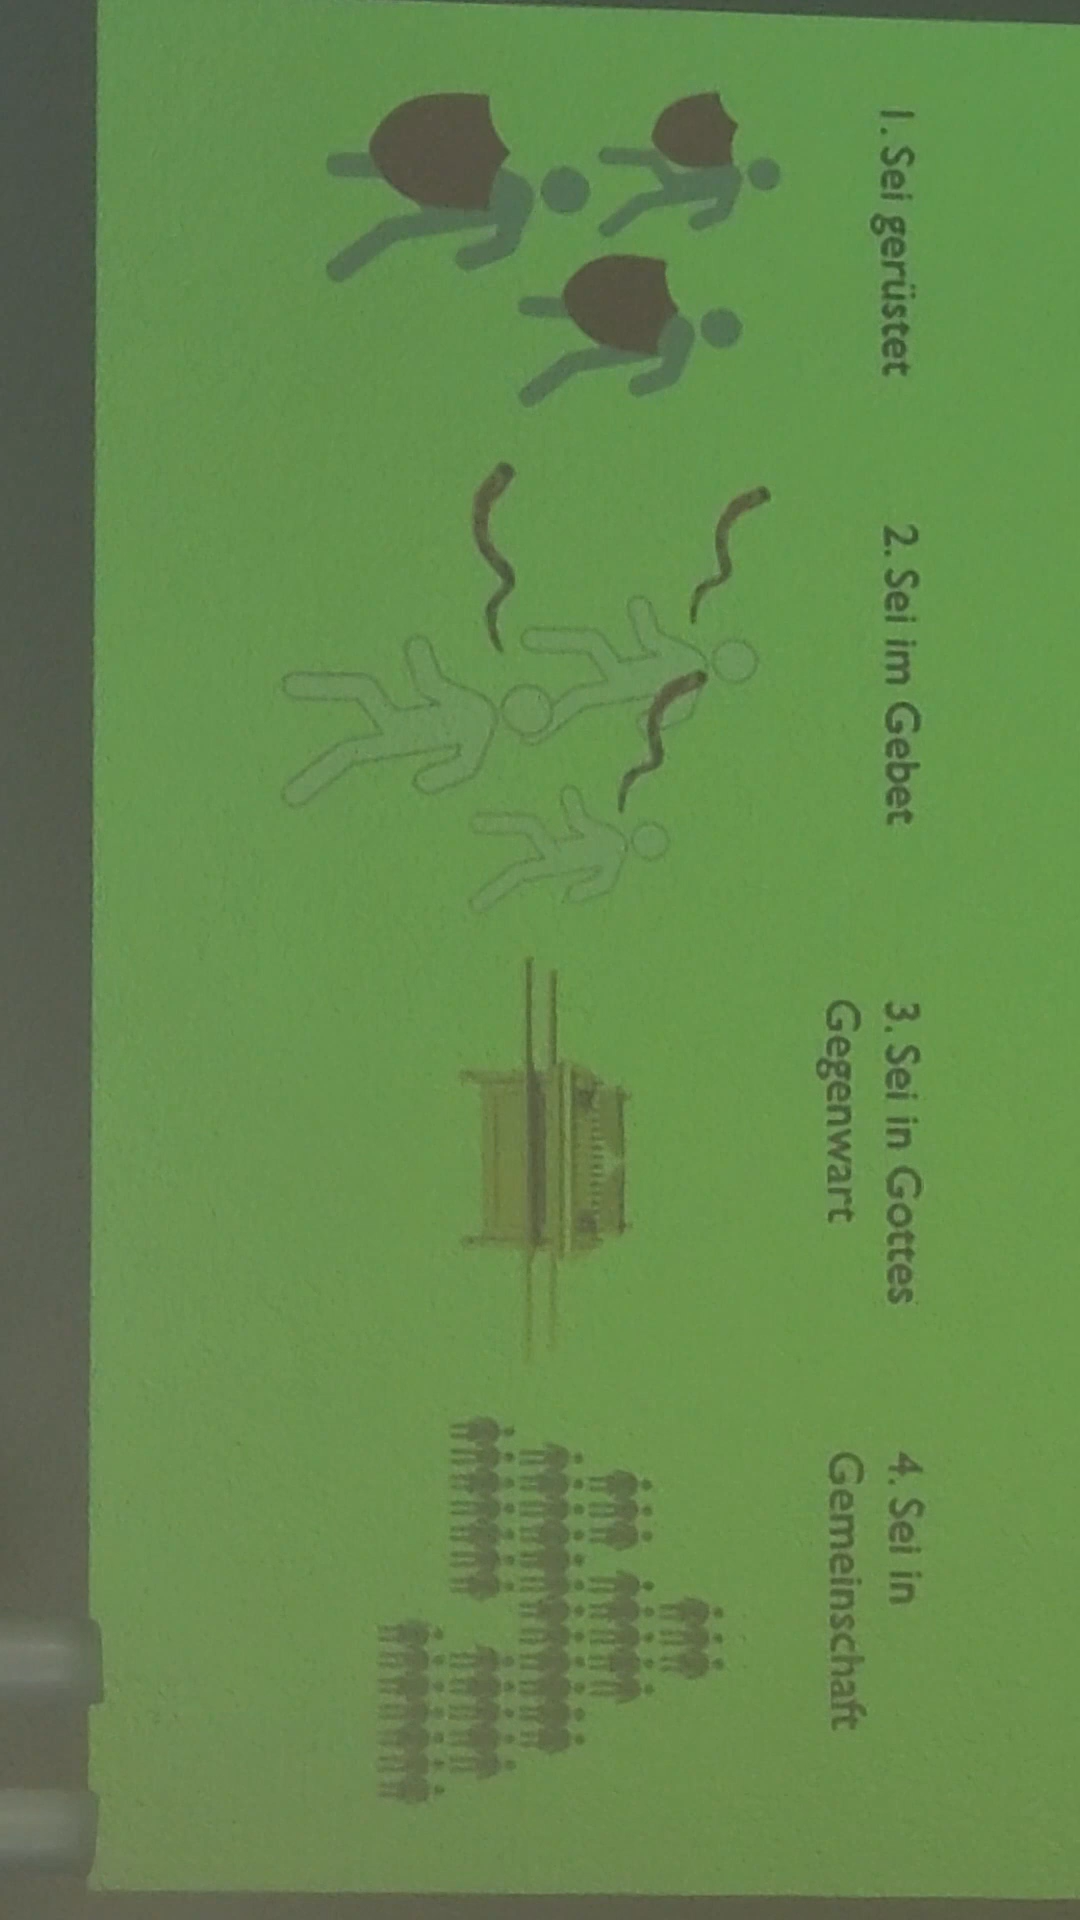 1. Sei gerüstet
2. Sei im Gebet
3. Sei in Gottes
Gegenwart
4. Sei in
Gemeinschaft